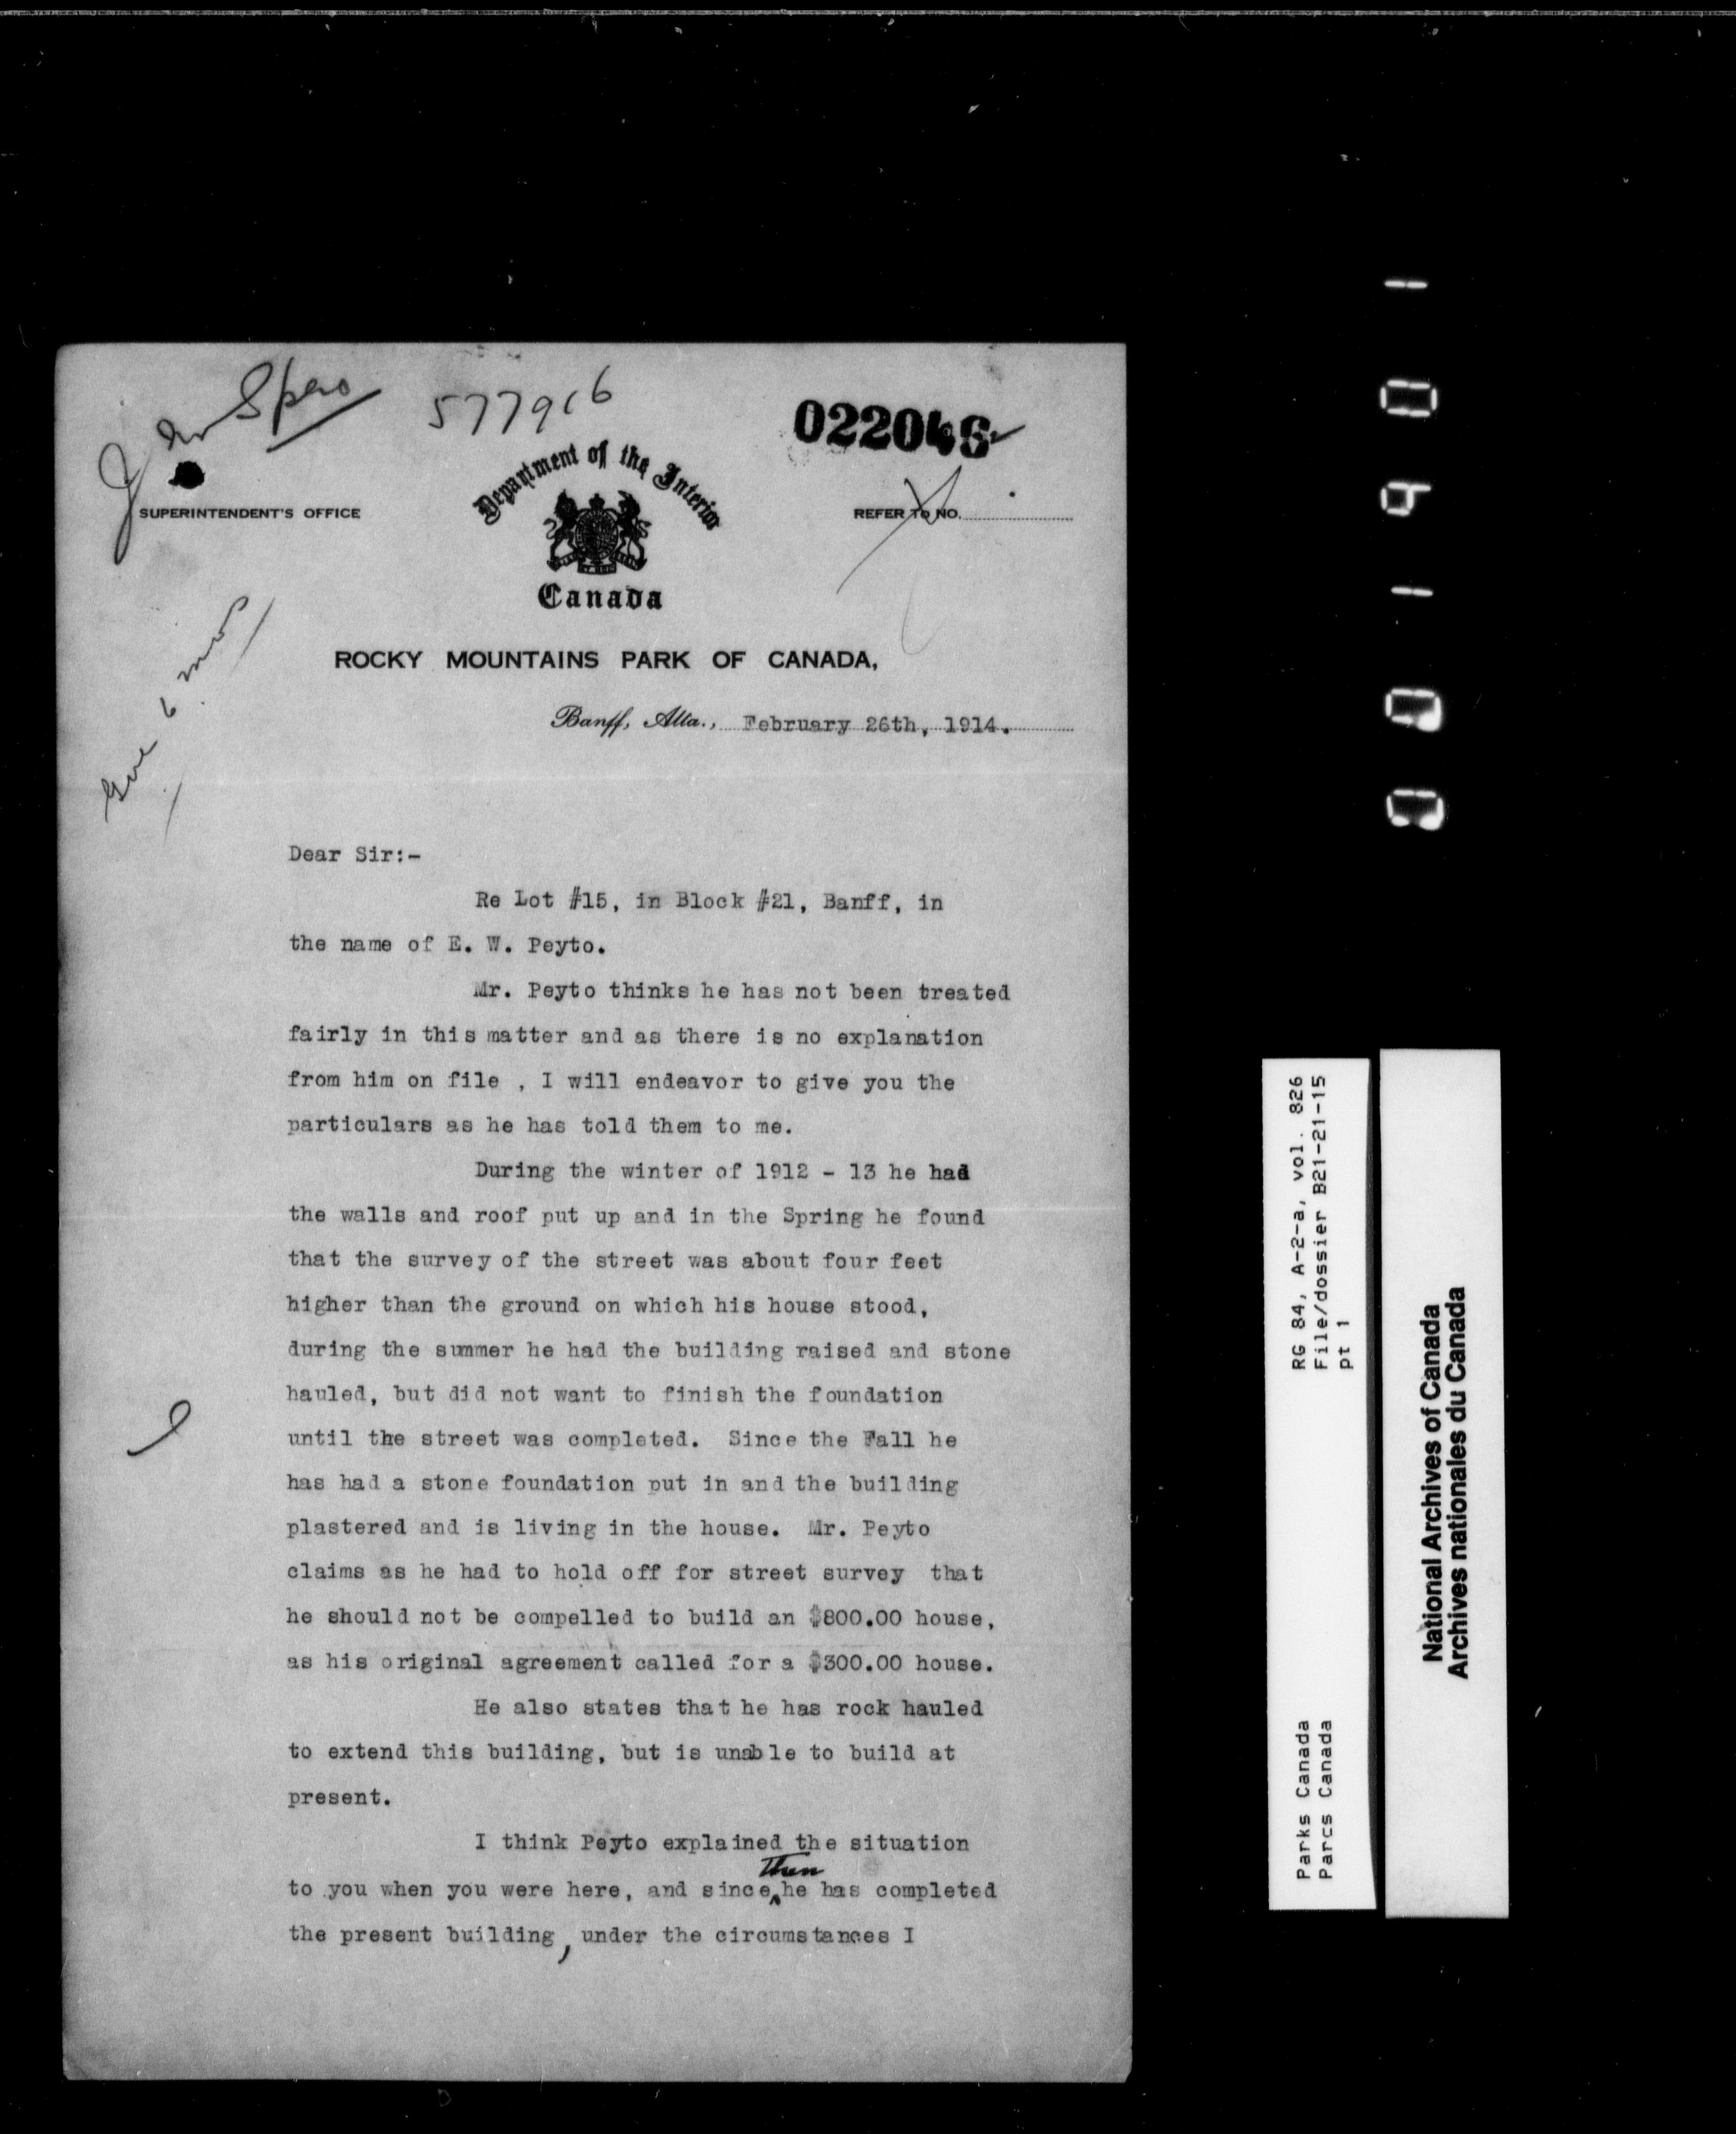 577916
Department of the Interior
SUPERINTENDENT'S OFFICE
REFER TO NO.
Canada
ROCKY MOUNTAINS PARK OF CANADA,
Banff, Alta., February 26th, 1914.
Dear Sir:-
Re Lot #15, in Block #21, Banff, in
the name of E. W. Peyto.
Mr. Peyto thinks he has not been treated
fairly in this matter and as there is no explanation
from him on file , I will endeavor to give you the
particulars as he has told them to me.
During the winter of 1912 - 13 he had
the walls and roof put up and in the Spring he found
that the survey of the street was about four feet
higher than the ground on which his house stood,
during the summer he had the building raised and stone
hauled, but did not want to finish the foundation
until the street was completed. Since the Fall he
has had a stone foundation put in and the building
plastered and is living in the house. Mr. Peyto
claims as he had to hold off for street survey that
he should not be compelled to build an $800.00 house,
as his original agreement called for a $300.00 house.
He also states that he has rock hauled
to extend this building, but is unable to build at
present.
I think Peyto explained the situation
to you when you were here, and since then he has completed
the present building, under the circumstances I
RG 84, A-2-a, vol. 826
File/dossier B21-21-15
pt 1
Parks Canada
Parcs Canada
National Archives of Canada
Archives nationales du Canada